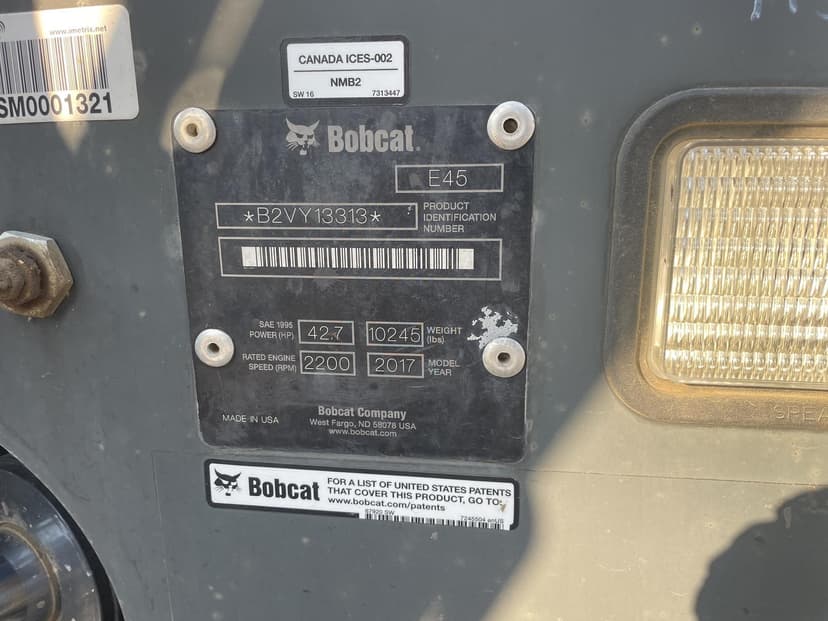 www.ametrix.net
SM0001321
CANADA ICES-002
NMB2
SW 16 7313447
Bobcat
E45
*B2VY13313*
PRODUCT
IDENTIFICATION
NUMBER
SAE 1995
POWER (HP)
42.7
10245
WEIGHT
(lbs)
RATED ENGINE
SPEED (RPM)
2200
2017
MODEL
YEAR
MADE IN USA
Bobcat Company
West Fargo, ND 58078 USA
www.bobcat.com
Bobcat
FOR A LIST OF UNITED STATES PATENTS
THAT COVER THIS PRODUCT, GO TO:
www.bobcat.com/patents